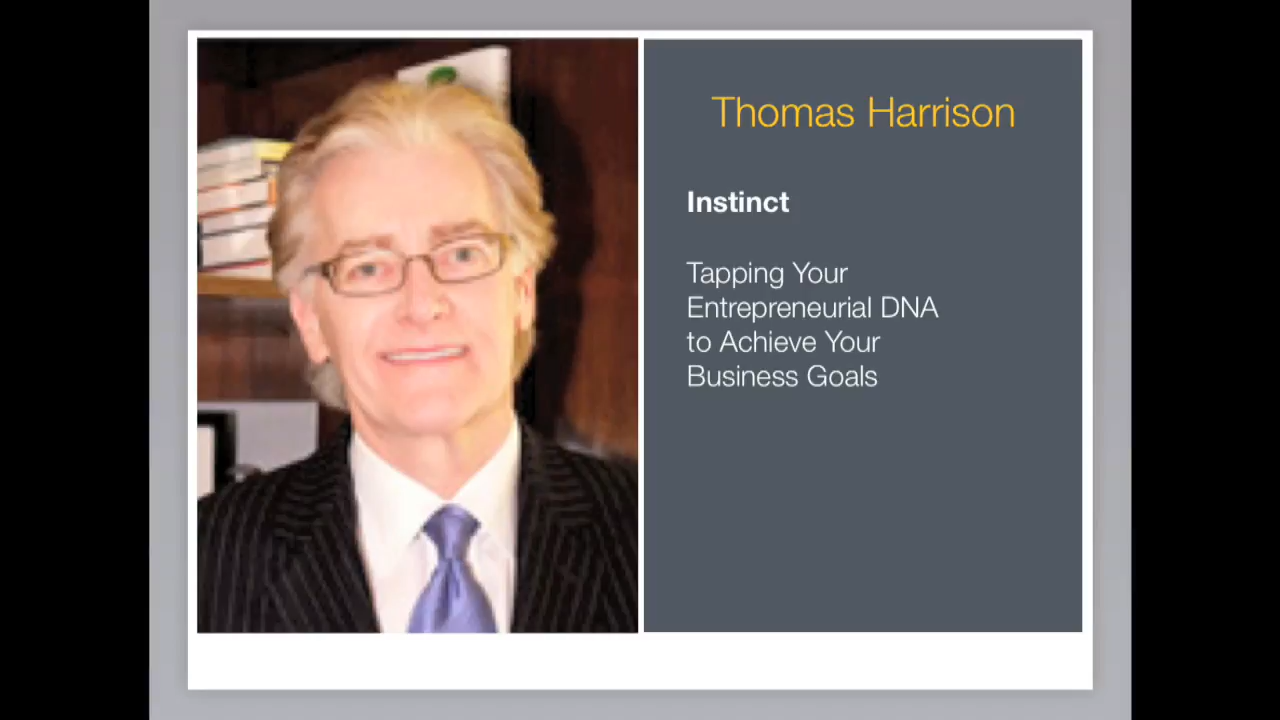 Thomas Harrison
Instinct
Tapping Your
Entrepreneurial DNA
to Achieve Your
Business Goals